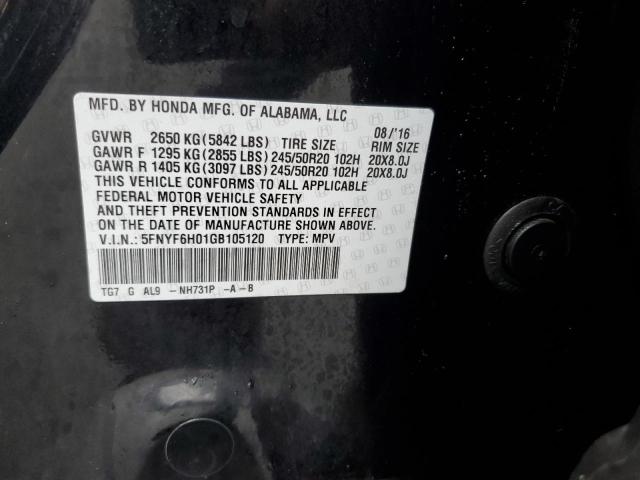 MFD. BY HONDA MFG. OF ALABAMA, LLC 08/'16
GVWR 2650 KG(5842 LBS) TIRE SIZE RIM SIZE
GAWR F 1295 KG(2855 LBS)245/50R20 102H 20X8.0J
GAWR R 1405 KG(3097 LBS)245/50R20 102H 20X8.0J
THIS VEHICLE CONFORMS TO ALL APPLICABLE
FEDERAL MOTOR VEHICLE SAFETY
AND THEFT PREVENTION STANDARDS IN EFFECT
ON THE DATE OF MANUFACTURE SHOWN ABOVE.
V.I.N.: 5FNYF6H01GB105120 TYPE: MPV
TG7 G AL9 -NH731P -A-B